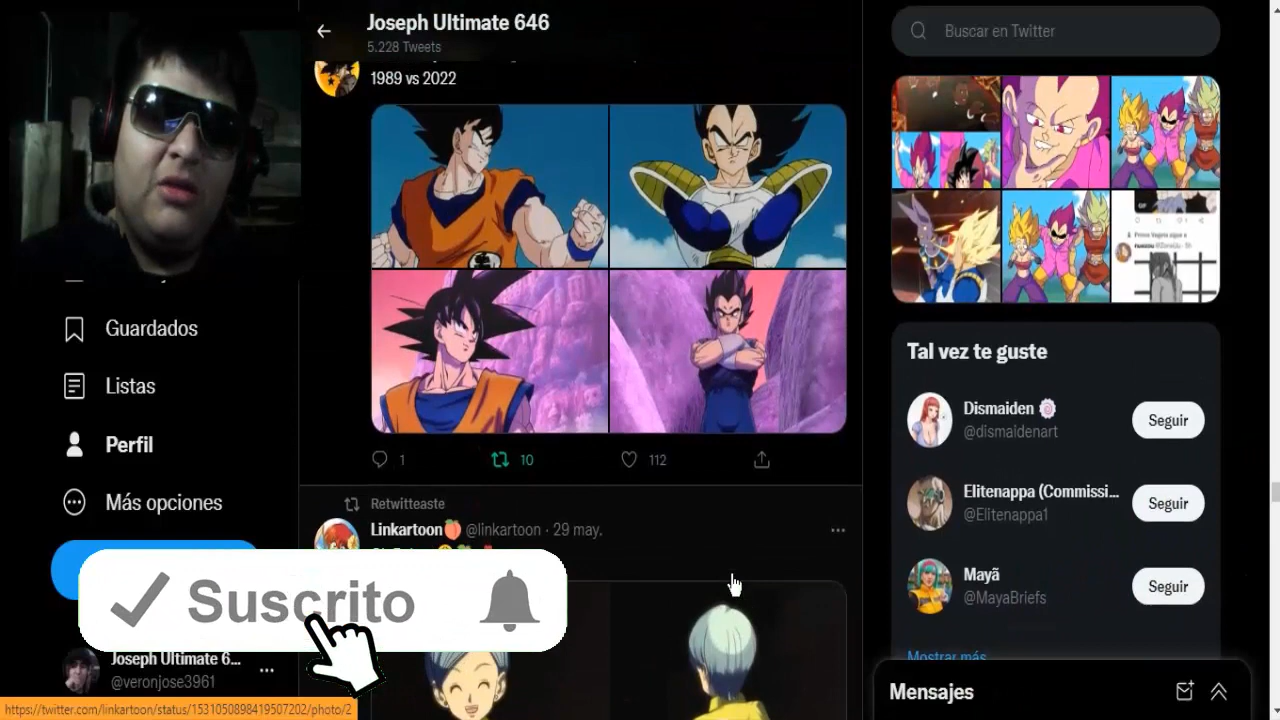 Joseph Ultimate 646
5.228 Tweets
1989 vs 2022
1
10
112
Retwitteaste
Linkartoon🍑 @linkartoon · 29 may.
Guardados
Listas
Perfil
Más opciones
Suscrito
Joseph Ultimate 6...
@veronjose3961
https://twitter.com/linkartoon/status/1531050898419507202/photo/2
Buscar en Twitter
GIF
Tal vez te guste
Dismaiden 🍥
@dismaidenart
Seguir
Elitenappa (Commissi...
@Elitenappa1
Seguir
Mayã
@MayaBriefs
Seguir
Mostrar más
Mensajes